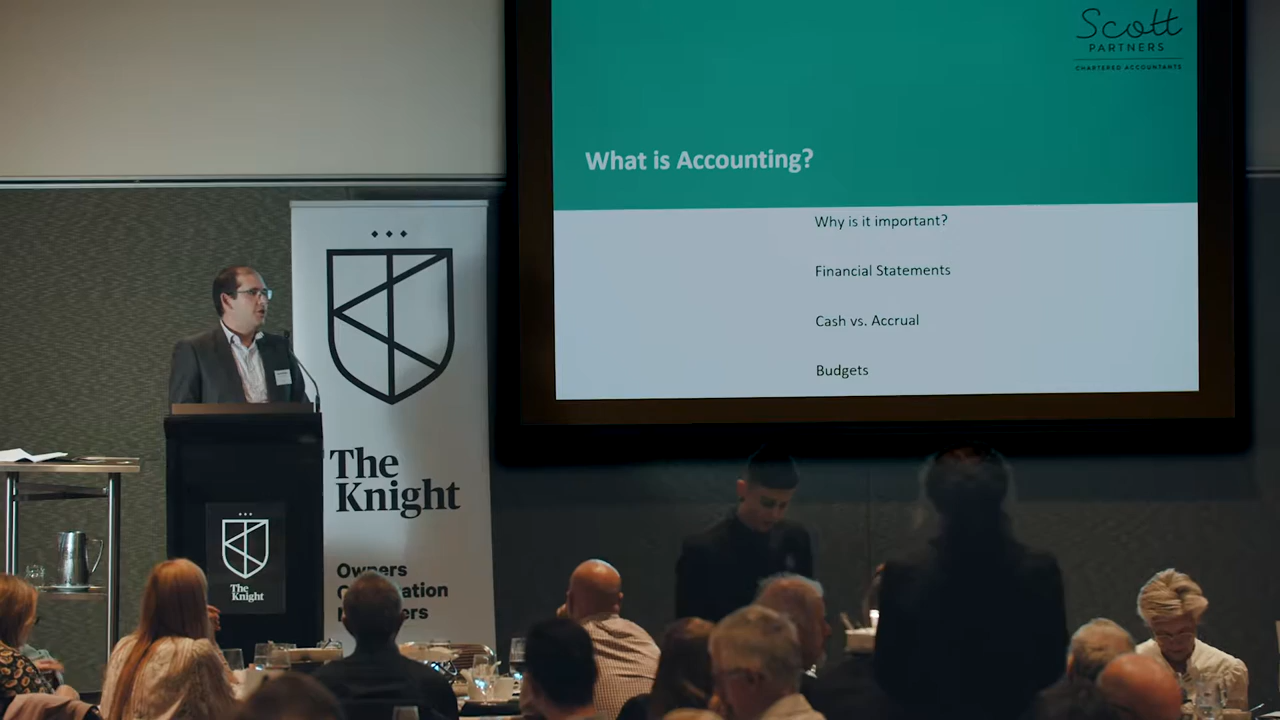 Scott
PARTNERS
CHARTERED ACCOUNTANTS
What is Accounting?
Why is it important?
Financial Statements
Cash vs. Accrual
Budgets
The
Knight
Owners
The
Knight